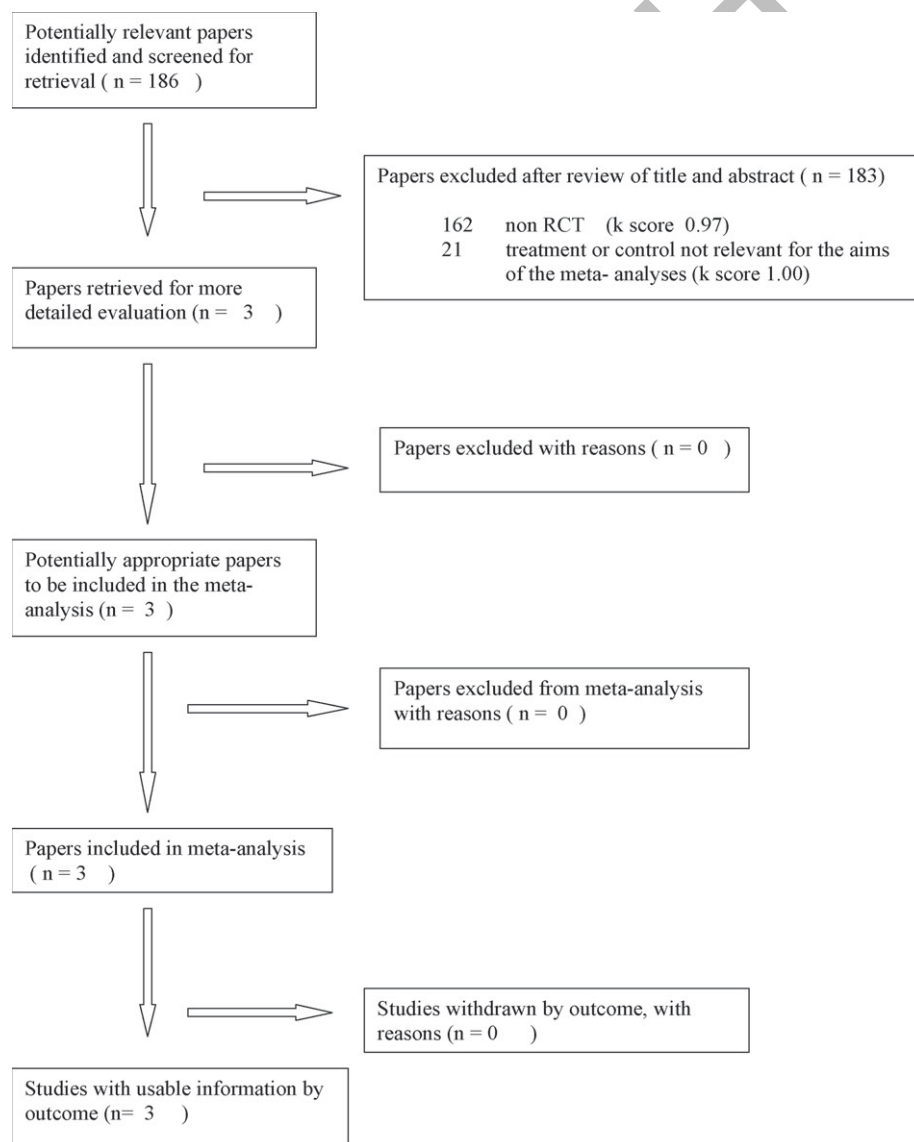 Potentially relevant papers
identified and screened for
retrieval ( n = 186 )
Papers excluded after review of title and abstract ( n = 183)
162 non RCT (k score 0.97)
21 treatment or control not relevant for the aims
of the meta- analyses (k score 1.00)
Papers retrieved for more
detailed evaluation (n = 3 )
Papers excluded with reasons ( n = 0 )
Potentially appropriate papers
to be included in the meta-
analysis (n = 3 )
Papers excluded from meta-analysis
with reasons ( n = 0 )
Papers included in meta-analysis
( n = 3 )
Studies withdrawn by outcome, with
reasons (n = 0 )
Studies with usable information by
outcome (n= 3 )